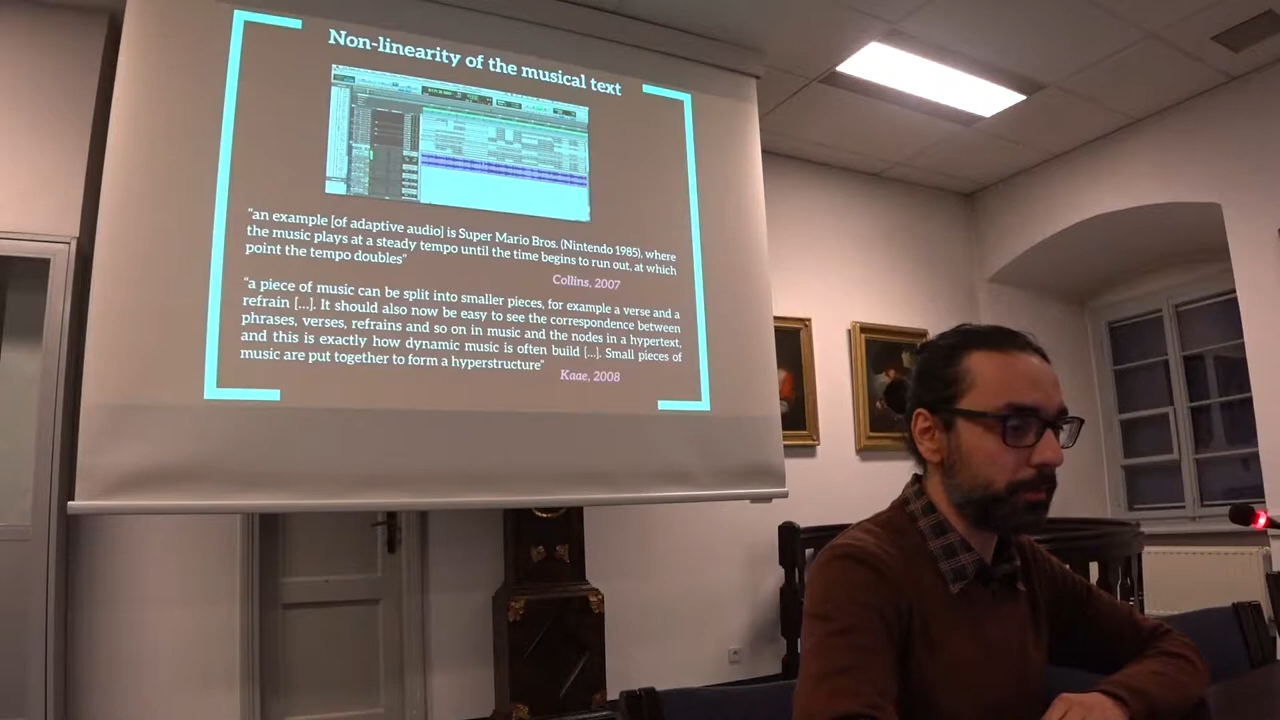 Non-linearity of the musical text
“an example [of adaptive audio] is Super Mario Bros. (Nintendo 1985), where
the music plays at a steady tempo until the time begins to run out, at which
point the tempo doubles”
Collins, 2007
“a piece of music can be split into smaller pieces, for example a verse and a
refrain [...]. It should also now be easy to see the correspondence between
phrases, verses, refrains and so on in music and the nodes in a hypertext,
and this is exactly how dynamic music is often build [...]. Small pieces of
music are put together to form a hyperstructure”
Kaae, 2008